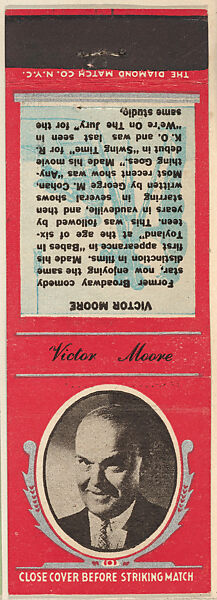 THE DIAMOND MATCH CO. N.Y.C.
VICTOR MOORE
Former Broadway comedy
star, now enjoying the same
distinction in films. Made his
first appearance in "Babes in
Toyland" at the age of six-
teen. This was followed by
years in vaudeville, and then
starring several shows
written by George M. Cohan.
Most recent show was "Any-
thing Goes." Made his movie
debut in "Swing Time" for R.
K. O. and was last seen in
"We're On The Jury" for the
same studio.
Victor Moore
CLOSE COVER BEFORE STRIKING MATCH